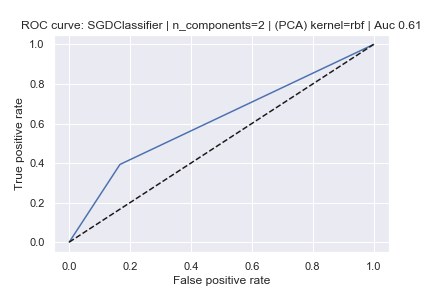 ROC curve: SGDClassifier | n_components=2 | (PCA) kernel=rbf | Auc 0.61
1.0
0.8
0.6
0.4
0.2
0.0
True positive rate
0.0 0.2 0.4 0.6 0.8 1.0
False positive rate